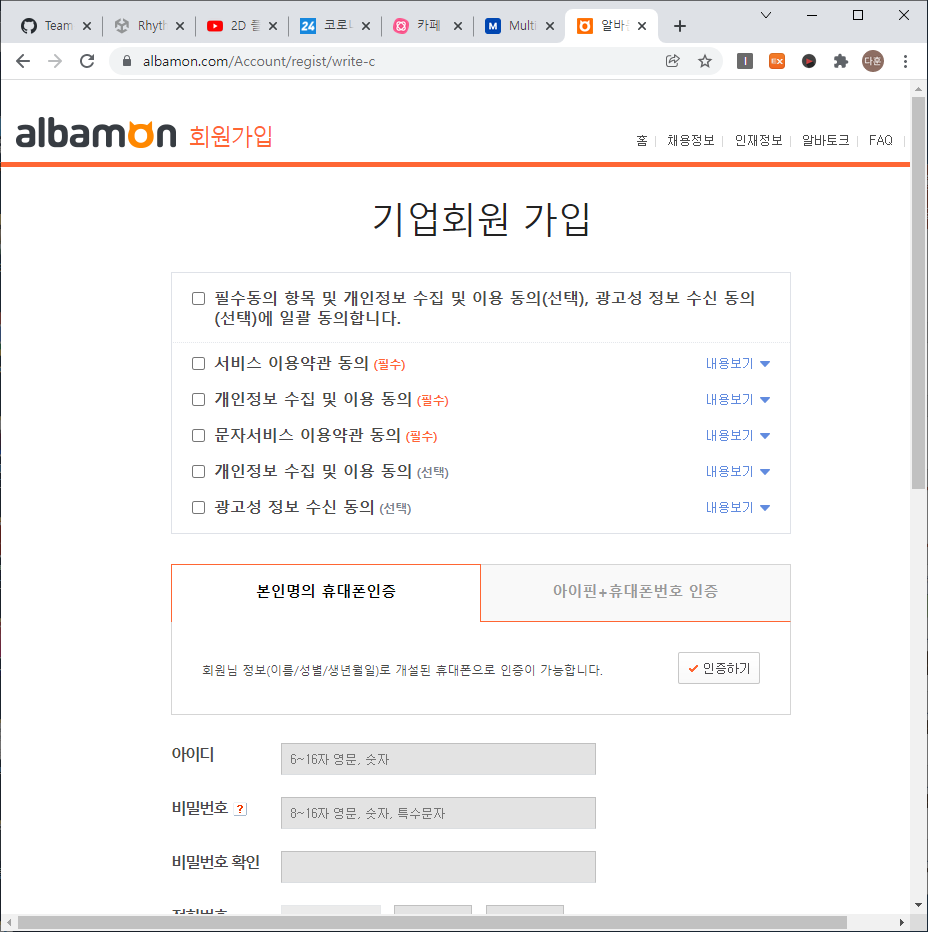 Team
Rhyth
2D 플
24 코로나
카페
M Multi
알바
albamon.com/Account/regist/write-c
I EX 다훈
albamon 회원가입
홈 채용정보 인재정보 알바토크 FAQ
기업회원 가입
필수동의 항목 및 개인정보 수집 및 이용 동의(선택), 광고성 정보 수신 동의
(선택)에 일괄 동의합니다.
서비스 이용약관 동의 (필수) 내용보기
개인정보 수집 및 이용 동의 (필수) 내용보기
문자서비스 이용약관 동의 (필수) 내용보기
개인정보 수집 및 이용 동의 (선택) 내용보기
광고성 정보 수신 동의 (선택) 내용보기
본인명의 휴대폰인증 아이핀+휴대폰번호 인증
회원님 정보(이름/성별/생년월일)로 개설된 휴대폰으로 인증이 가능합니다. 인증하기
아이디 6~16자 영문, 숫자
비밀번호 ? 8~16자 영문, 숫자, 특수문자
비밀번호 확인